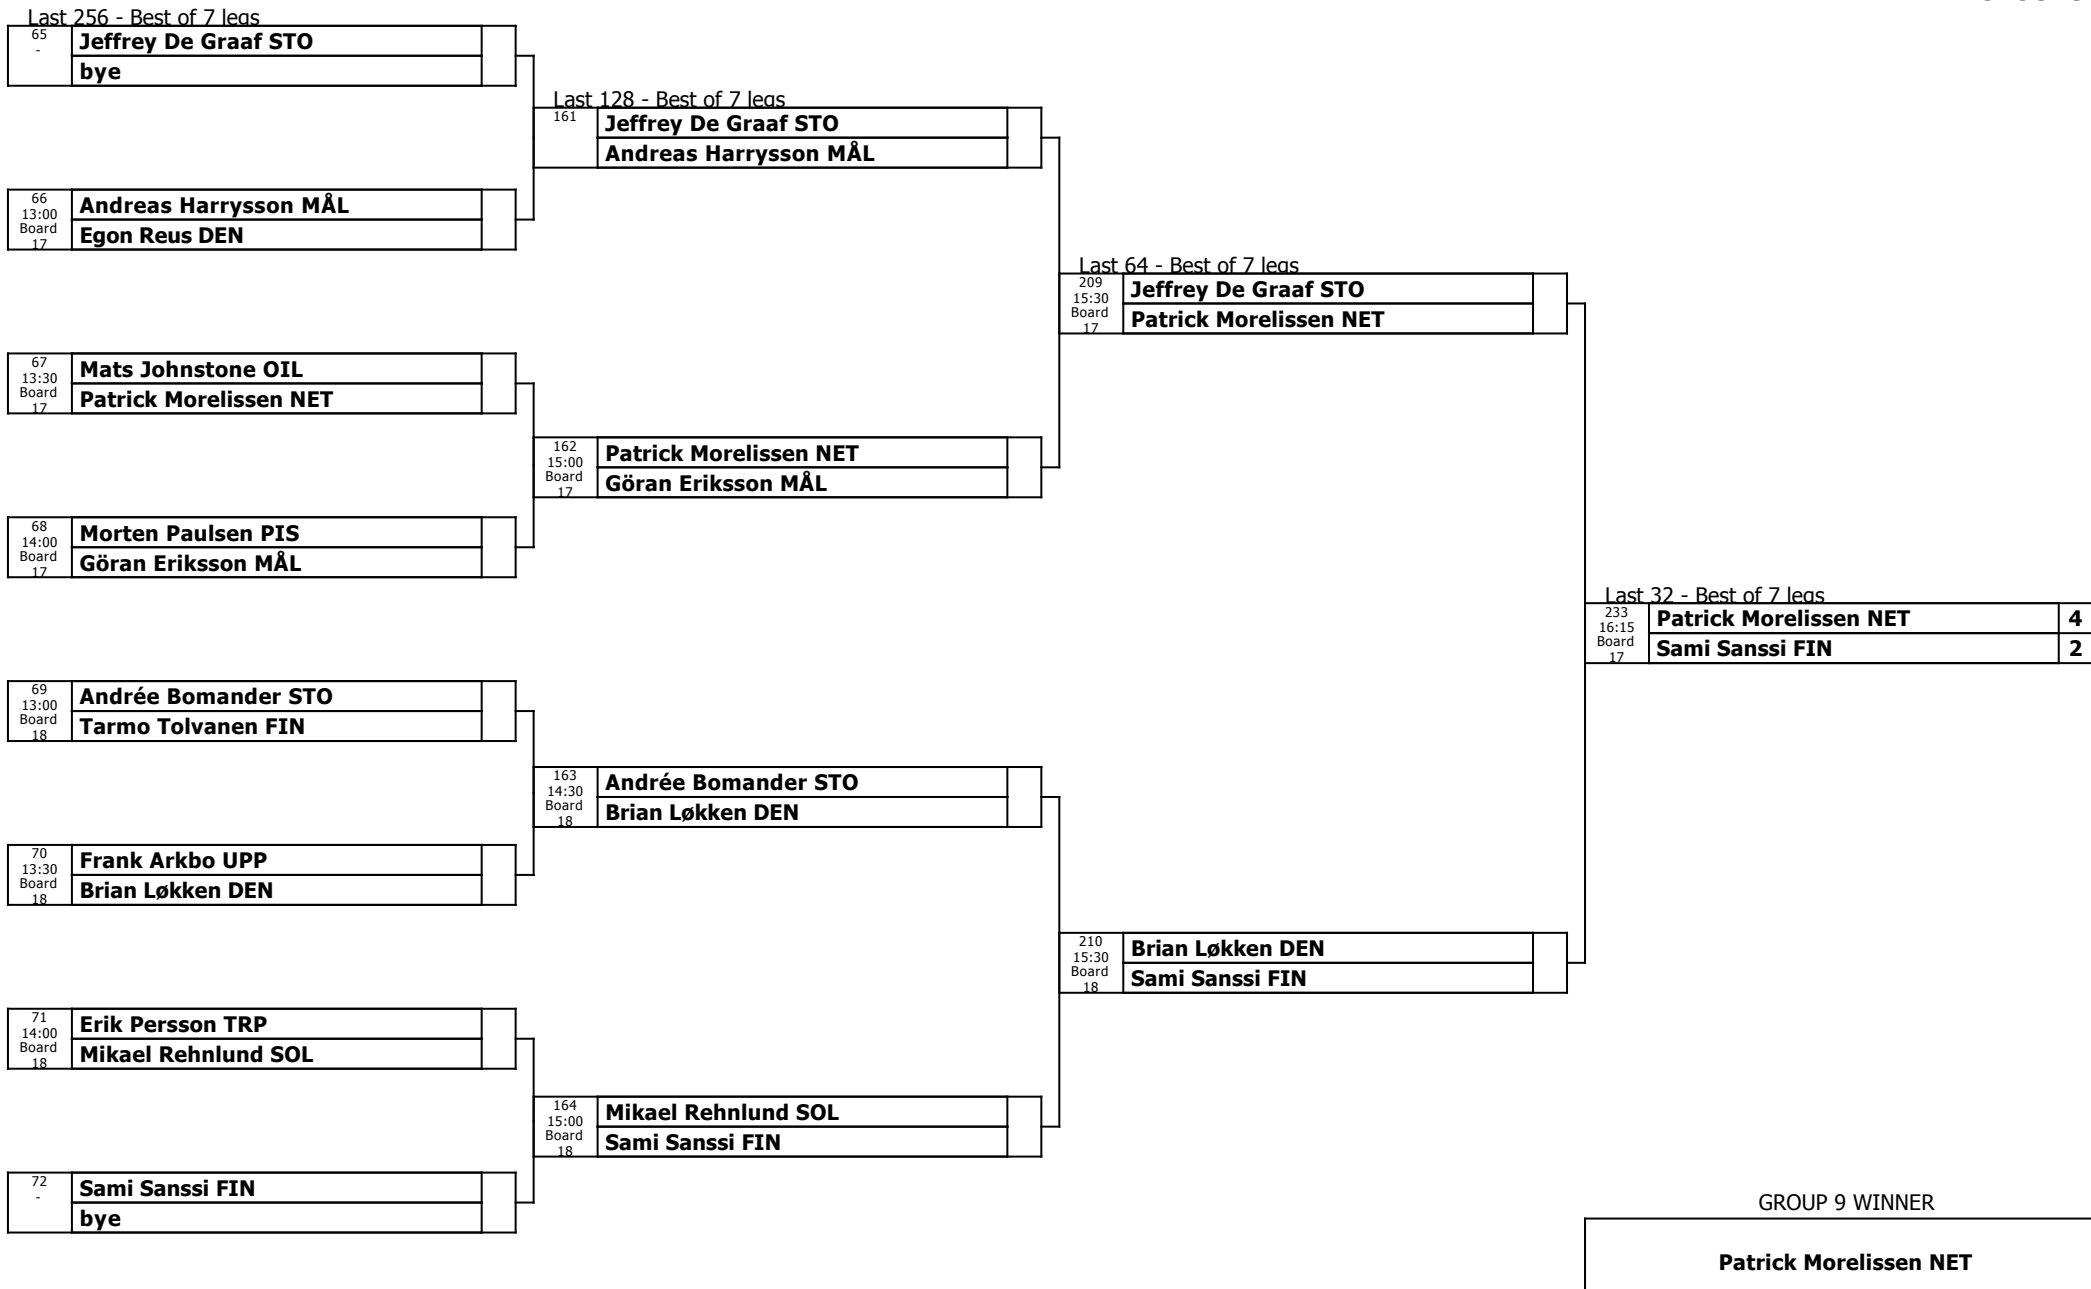 Last 256 - Best of 7 legs
65
-
Jeffrey De Graaf STO
bye
66
13:00
Board
17
Andreas Harrysson MÅL
Egon Reus DEN
67
13:30
Board
17
Mats Johnstone OIL
Patrick Morelissen NET
68
14:00
Board
17
Morten Paulsen PIS
Göran Eriksson MÅL
69
13:00
Board
18
Andrée Bomander STO
Tarmo Tolvanen FIN
70
13:30
Board
18
Frank Arkbo UPP
Brian Løkken DEN
71
14:00
Board
18
Erik Persson TRP
Mikael Rehnlund SOL
72
-
Sami Sanssi FIN
bye
Last 128 - Best of 7 legs
161
Jeffrey De Graaf STO
Andreas Harrysson MÅL
162
15:00
Board
17
Patrick Morelissen NET
Göran Eriksson MÅL
163
14:30
Board
18
Andrée Bomander STO
Brian Løkken DEN
164
15:00
Board
18
Mikael Rehnlund SOL
Sami Sanssi FIN
Last 64 - Best of 7 legs
209
15:30
Board
17
Jeffrey De Graaf STO
Patrick Morelissen NET
210
15:30
Board
18
Brian Løkken DEN
Sami Sanssi FIN
Last 32 - Best of 7 legs
233
16:15
Board
17
Patrick Morelissen NET 4
Sami Sanssi FIN 2
GROUP 9 WINNER
Patrick Morelissen NET